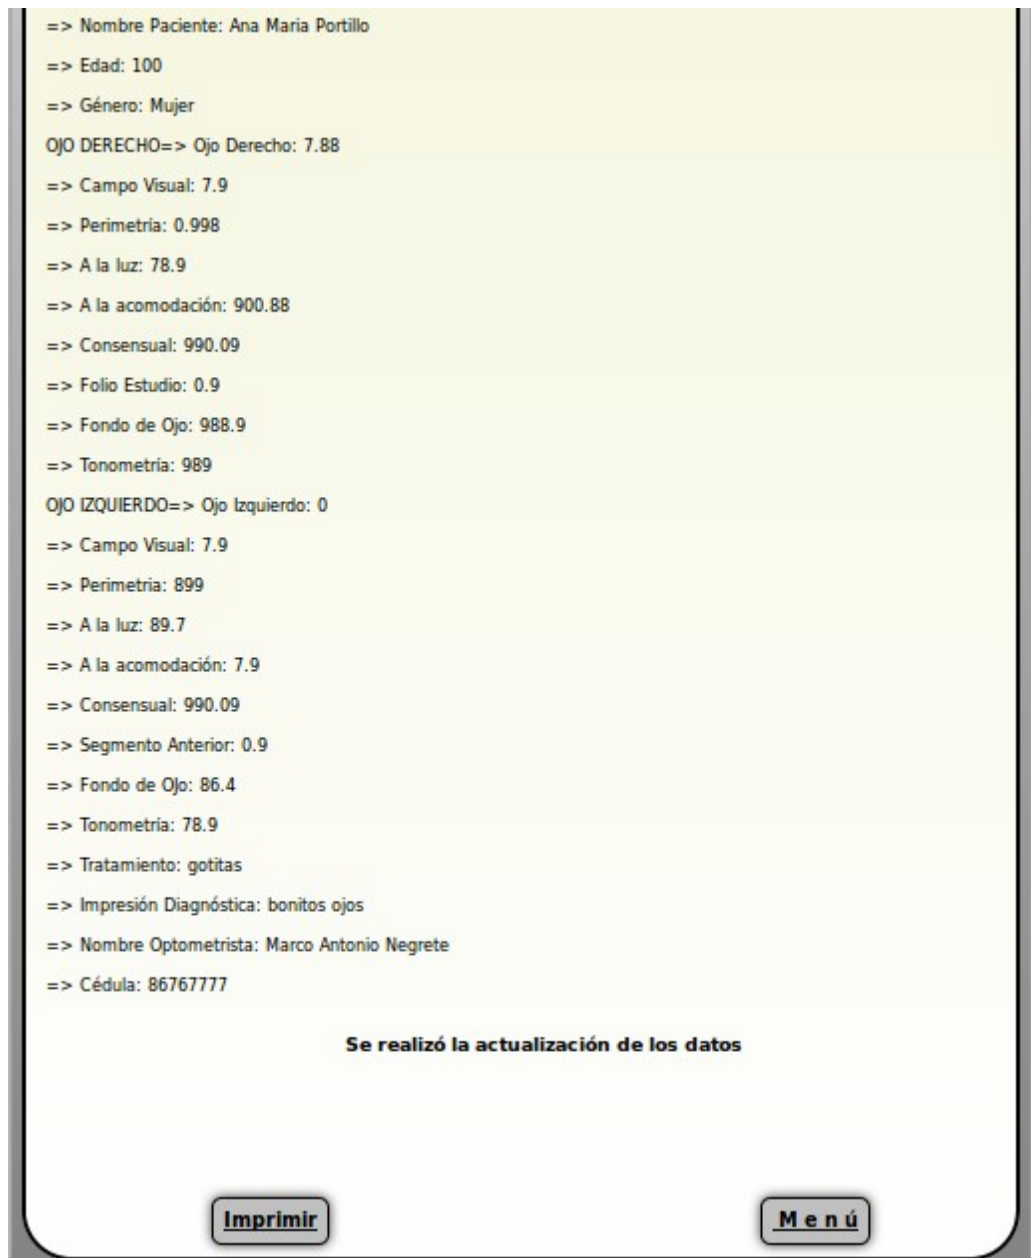 => Nombre Paciente: Ana Maria Portillo
=> Edad: 100
=> Género: Mujer
OJO DERECHO=> Ojo Derecho: 7.88
=> Campo Visual: 7.9
=> Perimetría: 0.998
=> A la luz: 78.9
=> A la acomodación: 900.88
=> Consensual: 990.09
=> Folio Estudio: 0.9
=> Fondo de Ojo: 988.9
=> Tonometría: 989
OJO IZQUIERDO=> Ojo Izquierdo: 0
=> Campo Visual: 7.9
=> Perimetria: 899
=> A la luz: 89.7
=> A la acomodación: 7.9
=> Consensual: 990.09
=> Segmento Anterior: 0.9
=> Fondo de OJo: 86.4
=> Tonometría: 78.9
=> Tratamiento: gotitas
=> Impresión Diagnóstica: bonitos ojos
=> Nombre Optometrista: Marco Antonio Negrete
=> Cédula: 86767777
Se realizó la actualización de los datos
Imprimir
M e n ú